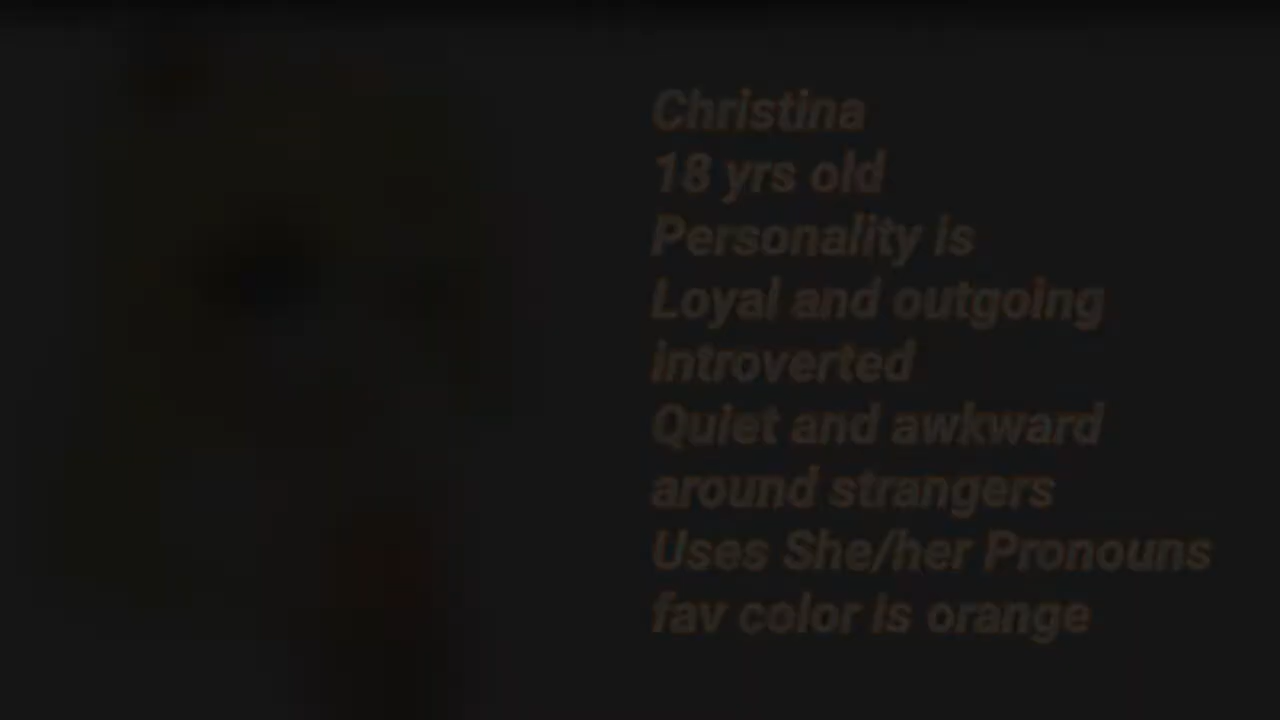 Christina
18 yrs old
Personality is
Loyal and outgoing
introverted
Quiet and awkward
around strangers
Uses She/her Pronouns
fav color is orange